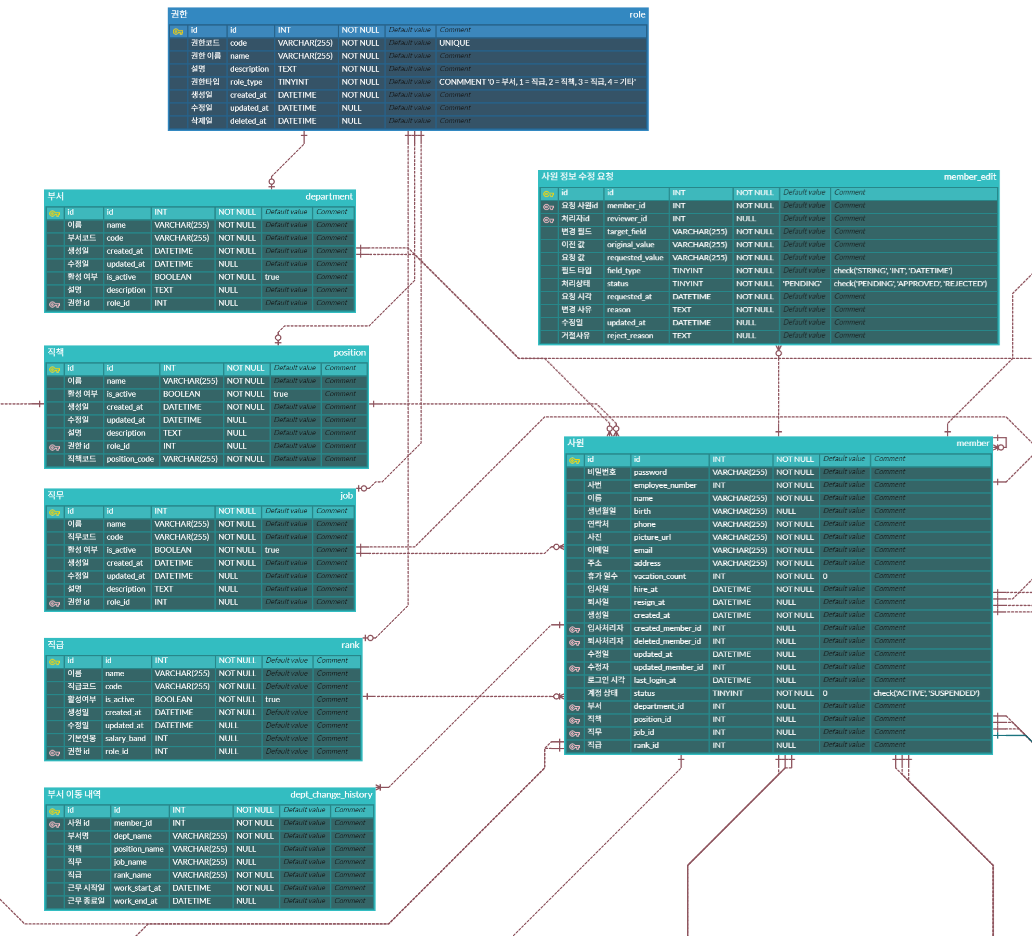 권한 role
id id INT NOT NULL Default value Comment
권한코드 code VARCHAR(255) NOT NULL Default value UNIQUE
권한 이름 name VARCHAR(255) NOT NULL Default value Comment
설명 description TEXT NOT NULL Default value Comment
권한타입 role_type TINYINT NOT NULL Default value CONMMENT '0 = 부서, 1 = 직급, 2 = 직책, 3 = 직급, 4 = 기타'
생성일 created_at DATETIME NOT NULL Default value Comment
수정일 updated_at DATETIME NULL Default value Comment
삭제일 deleted_at DATETIME NULL Default value Comment
부서 department
id id INT NOT NULL Default value Comment
이름 name VARCHAR(255) NOT NULL Default value Comment
부서코드 code VARCHAR(255) NOT NULL Default value Comment
생성일 created_at DATETIME NOT NULL Default value Comment
수정일 updated_at DATETIME NULL Default value Comment
활성 여부 is_active BOOLEAN NOT NULL true Comment
설명 description TEXT NULL Default value Comment
권한 id role_id INT NULL Default value Comment
사원 정보 수정 요청 member_edit
id id INT NOT NULL Default value Comment
요청 사원id member_id INT NOT NULL Default value Comment
처리자id reviewer_id INT NULL Default value Comment
변경 필드 target_field VARCHAR(255) NOT NULL Default value Comment
이전 값 original_value VARCHAR(255) NOT NULL Default value Comment
요청 값 requested_value VARCHAR(255) NOT NULL Default value Comment
필드 타입 field_type TINYINT NOT NULL Default value check('STRING', 'INT', 'DATETIME')
처리상태 status TINYINT NOT NULL 'PENDING' check('PENDING', 'APPROVED', 'REJECTED')
요청 시각 requested_at DATETIME NOT NULL Default value Comment
변경 사유 reason TEXT NOT NULL Default value Comment
수정일 updated_at DATETIME NULL Default value Comment
거절사유 reject_reason TEXT NULL Default value Comment
직책 position
id id INT NOT NULL Default value Comment
이름 name VARCHAR(255) NOT NULL Default value Comment
활성 여부 is_active BOOLEAN NOT NULL true Comment
생성일 created_at DATETIME NOT NULL Default value Comment
수정일 updated_at DATETIME NULL Default value Comment
설명 description TEXT NULL Default value Comment
권한 id role_id INT NULL Default value Comment
직책코드 position_code VARCHAR(255) NOT NULL Default value Comment
직무 job
id id INT NOT NULL Default value Comment
이름 name VARCHAR(255) NOT NULL Default value Comment
직무코드 code VARCHAR(255) NOT NULL Default value Comment
활성 여부 is_active BOOLEAN NOT NULL true Comment
생성일 created_at DATETIME NOT NULL Default value Comment
수정일 updated_at DATETIME NULL Default value Comment
설명 description TEXT NULL Default value Comment
권한 id role_id INT NULL Default value Comment
직급 rank
id id INT NOT NULL Default value Comment
이름 name VARCHAR(255) NOT NULL Default value Comment
직급코드 code VARCHAR(255) NOT NULL Default value Comment
활성여부 is_active BOOLEAN NOT NULL true Comment
생성일 created_at DATETIME NOT NULL Default value Comment
수정일 updated_at DATETIME NULL Default value Comment
기본연봉 salary_band INT NOT NULL Default value Comment
권한 id role_id INT NULL Default value Comment
부서 이동 내역 dept_change_history
id id INT NOT NULL Default value Comment
사원 id member_id INT NOT NULL Default value Comment
부서명 dept_name VARCHAR(255) NOT NULL Default value Comment
직책 position_name VARCHAR(255) NULL Default value Comment
직무 job_name VARCHAR(255) NULL Default value Comment
직급 rank_name VARCHAR(255) NOT NULL Default value Comment
근무 시작일 work_start_at DATETIME NOT NULL Default value Comment
근무 종료일 work_end_at DATETIME NULL Default value Comment
사원 member
id id INT NOT NULL Default value Comment
비밀번호 password VARCHAR(255) NOT NULL Default value Comment
사번 employee_number INT NOT NULL Default value Comment
이름 name VARCHAR(255) NOT NULL Default value Comment
생년월일 birth VARCHAR(255) NULL Default value Comment
연락처 phone VARCHAR(255) NOT NULL Default value Comment
사진 picture_url VARCHAR(255) NOT NULL Default value Comment
이메일 email VARCHAR(255) NOT NULL Default value Comment
주소 address VARCHAR(255) NOT NULL Default value Comment
휴가 일수 vacation_count INT NOT NULL 0 Comment
입사일 hire_at DATETIME NOT NULL Default value Comment
퇴사일 resign_at DATETIME NULL Default value Comment
생성일 created_at DATETIME NOT NULL Default value Comment
입사처리자 created_member_id INT NULL Default value Comment
퇴사처리자 deleted_member_id INT NULL Default value Comment
수정일 updated_at DATETIME NULL Default value Comment
수정자 updated_member_id INT NULL Default value Comment
로그인 시각 last_login_at DATETIME NULL Default value Comment
계정 상태 status TINYINT NOT NULL 0 check('ACTIVE', 'SUSPENDED')
부서 department_id INT NULL Default value Comment
직책 position_id INT NULL Default value Comment
직무 job_id INT NULL Default value Comment
직급 rank_id INT NULL Default value Comment